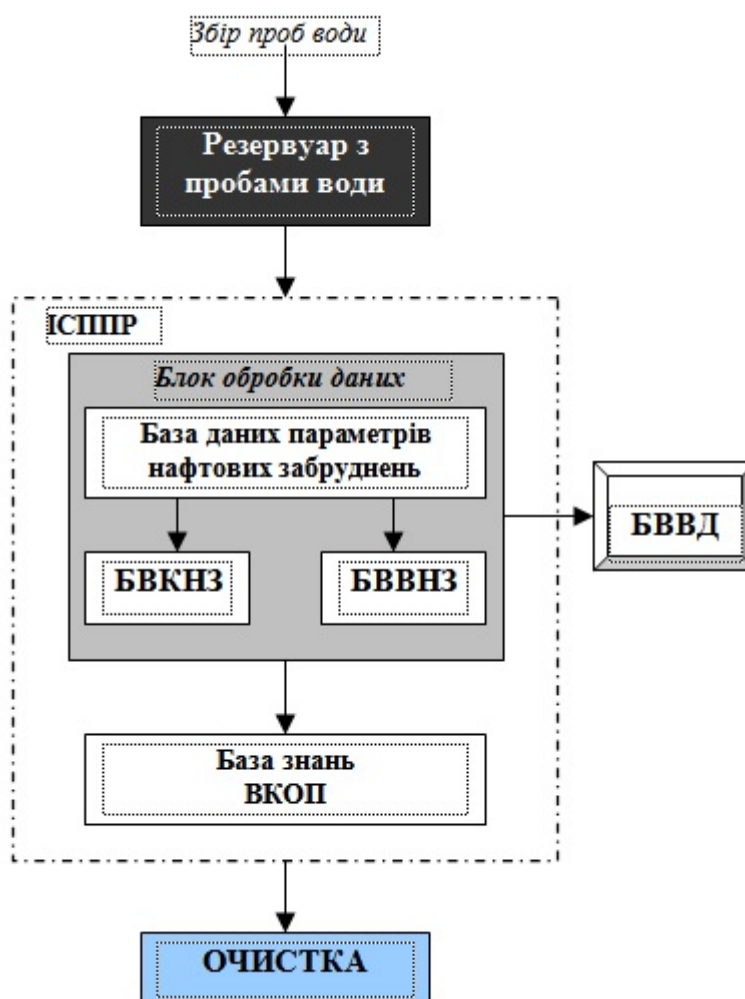 Збір проб води
Резервуар з
пробами води
ІСППР
Блок обробки даних
База даних параметрів
нафтових забруднень
БВКНЗ
БВВНЗ
БВВД
База знань
ВКОП
ОЧИСТКА